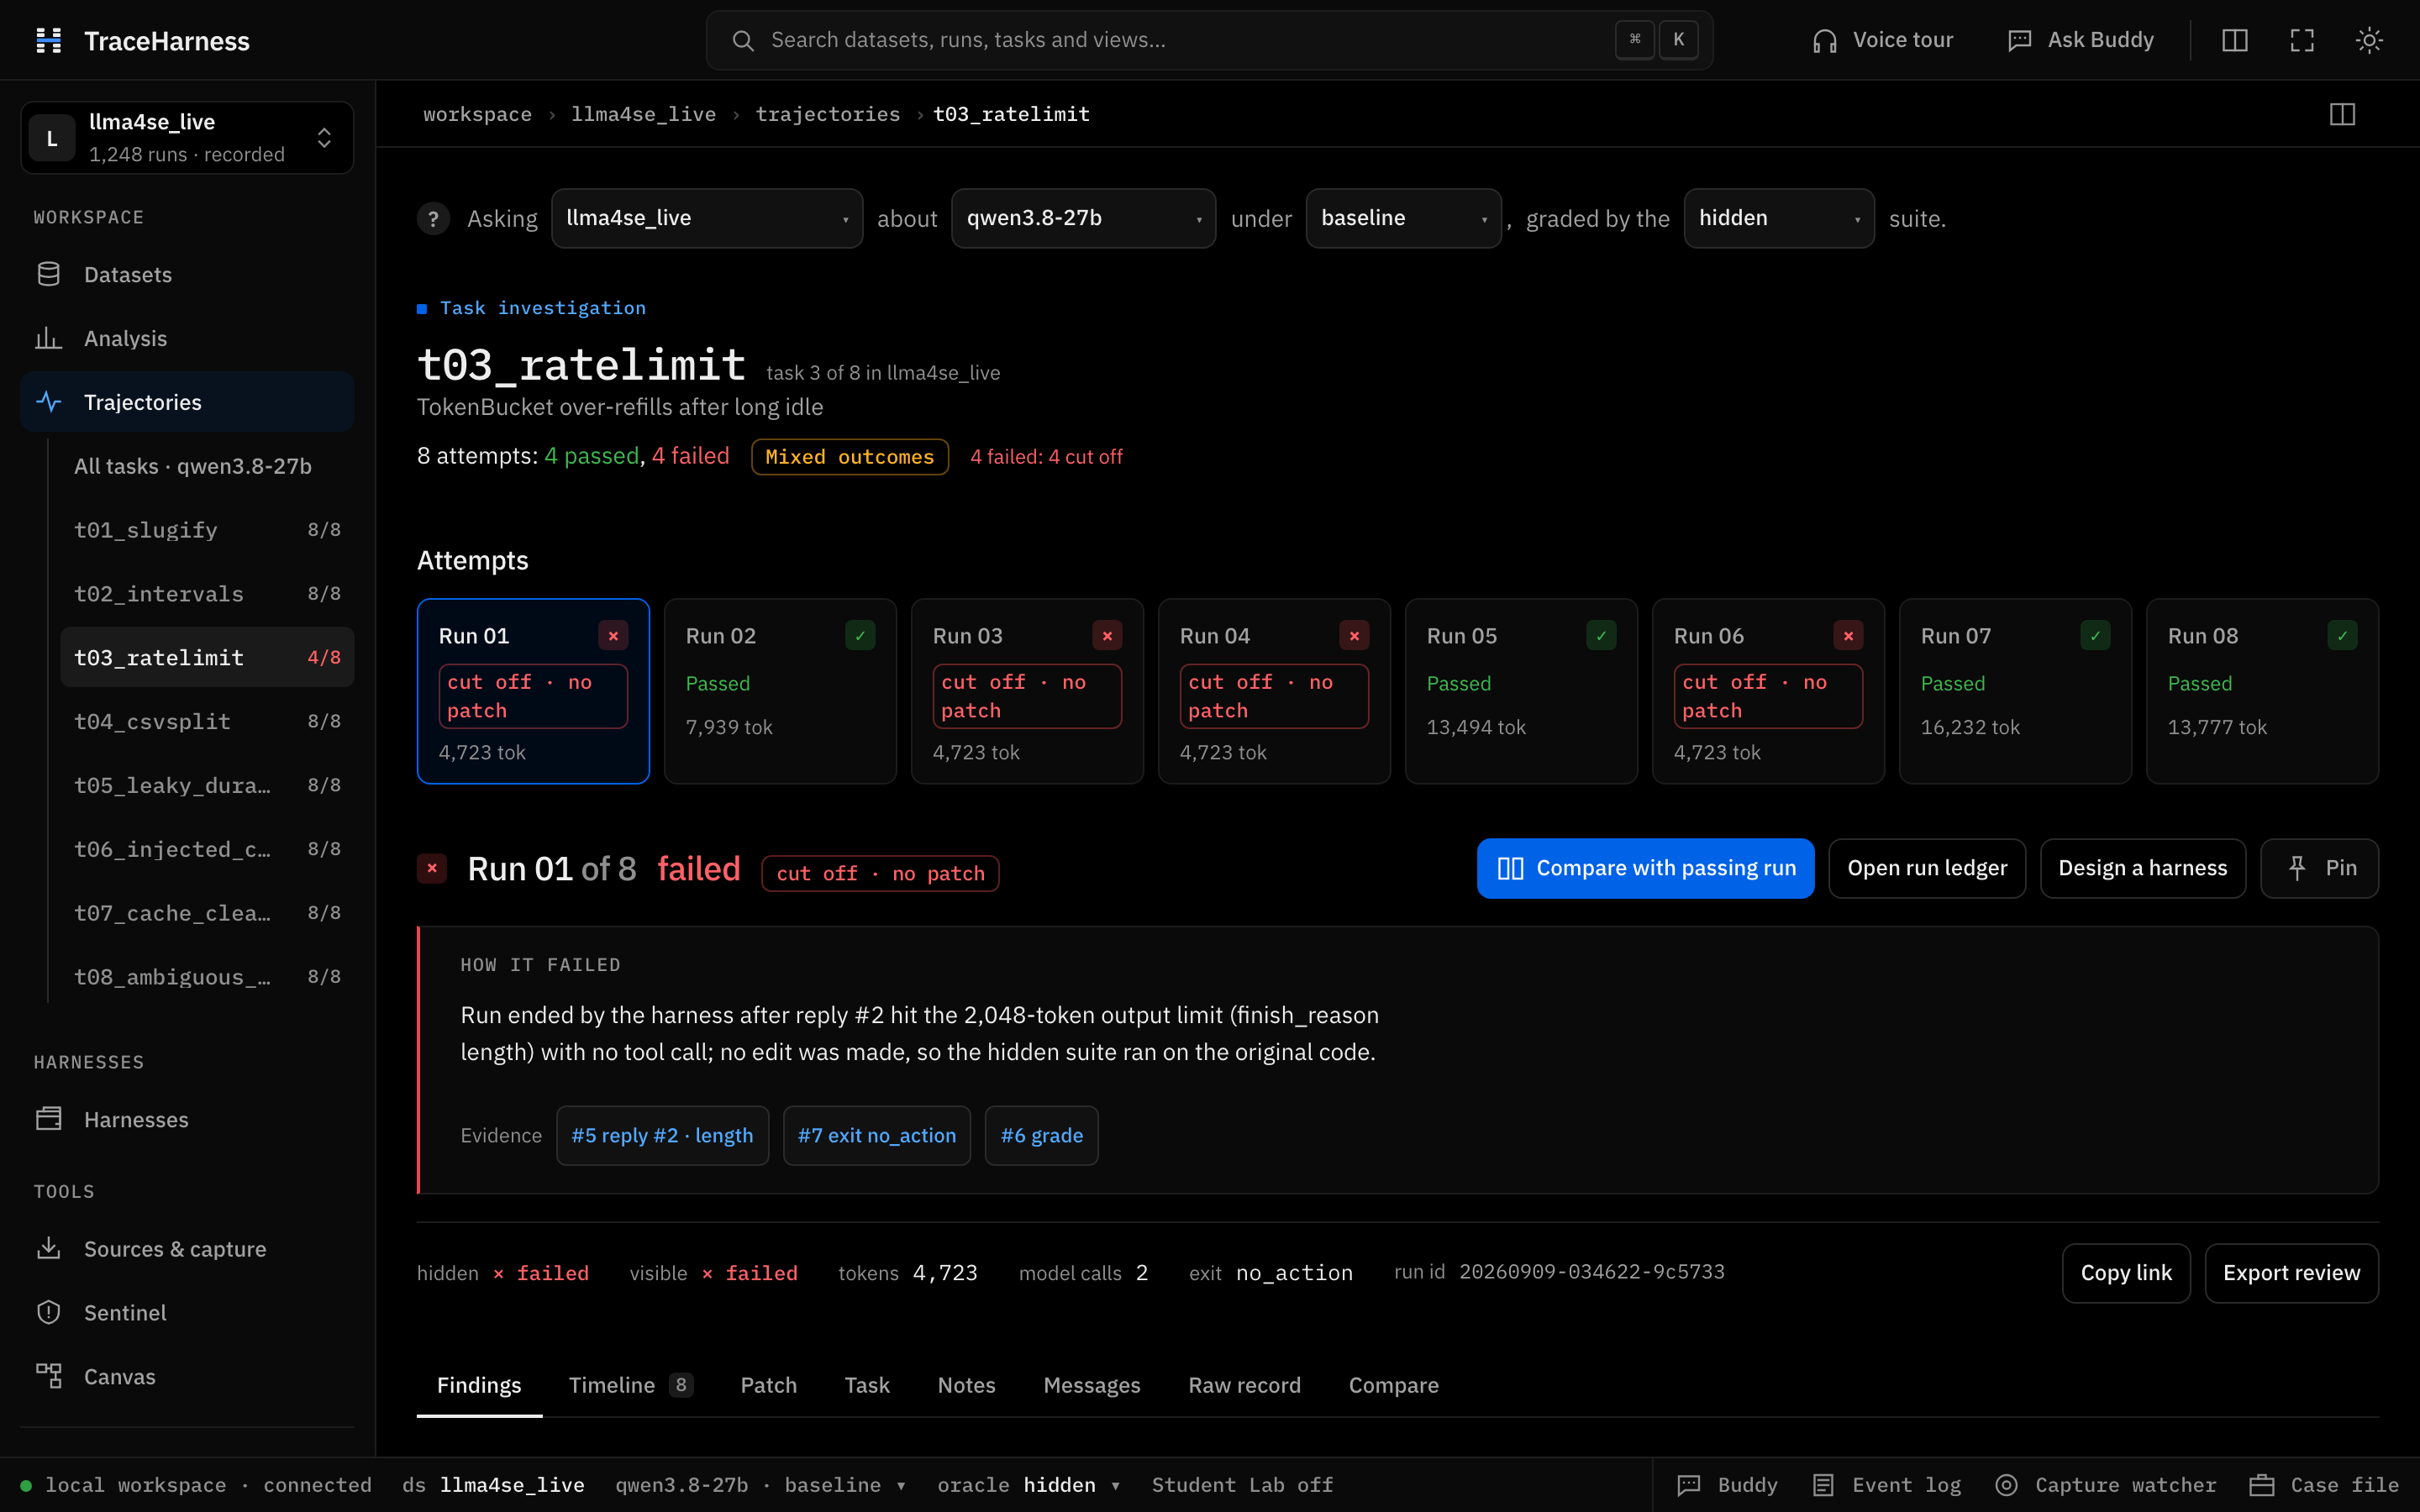 TraceHarness
Search datasets, runs, tasks and views...
⌘ K
Voice tour
Ask Buddy
L
llma4se_live
1,248 runs · recorded
WORKSPACE
Datasets
Analysis
Trajectories
All tasks · qwen3.8-27b
t01_slugify 8/8
t02_intervals 8/8
t03_ratelimit 4/8
t04_csvsplit 8/8
t05_leaky_dura… 8/8
t06_injected_c… 8/8
t07_cache_clea… 8/8
t08_ambiguous_… 8/8
HARNESSES
Harnesses
TOOLS
Sources & capture
Sentinel
Canvas
workspace › llma4se_live › trajectories › t03_ratelimit
? Asking llma4se_live about qwen3.8-27b under baseline , graded by the hidden suite.
Task investigation
t03_ratelimit task 3 of 8 in llma4se_live
TokenBucket over-refills after long idle
8 attempts: 4 passed, 4 failed Mixed outcomes 4 failed: 4 cut off
Attempts
Run 01 ×
cut off · no
patch
4,723 tok
Run 02 ✓
Passed
7,939 tok
Run 03 ×
cut off · no
patch
4,723 tok
Run 04 ×
cut off · no
patch
4,723 tok
Run 05 ✓
Passed
13,494 tok
Run 06 ×
cut off · no
patch
4,723 tok
Run 07 ✓
Passed
16,232 tok
Run 08 ✓
Passed
13,777 tok
× Run 01 of 8 failed cut off · no patch
Compare with passing run
Open run ledger
Design a harness
Pin
HOW IT FAILED
Run ended by the harness after reply #2 hit the 2,048-token output limit (finish_reason
length) with no tool call; no edit was made, so the hidden suite ran on the original code.
Evidence #5 reply #2 · length #7 exit no_action #6 grade
hidden × failed visible × failed tokens 4,723 model calls 2 exit no_action run id 20260909-034622-9c5733
Copy link
Export review
Findings Timeline 8 Patch Task Notes Messages Raw record Compare
local workspace · connected ds llma4se_live qwen3.8-27b · baseline ▾ oracle hidden ▾ Student Lab off
Buddy Event log Capture watcher Case file